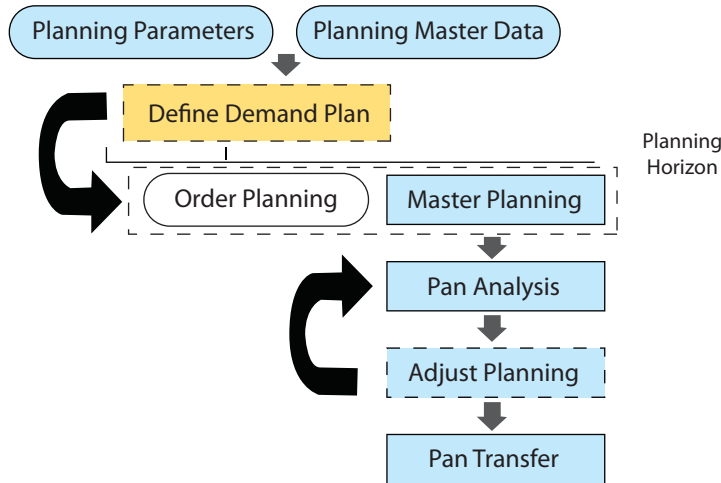 Planning Parameters
Planning Master Data
Define Demand Plan
Planning
Horizon
Order Planning
Master Planning
Pan Analysis
Adjust Planning
Pan Transfer